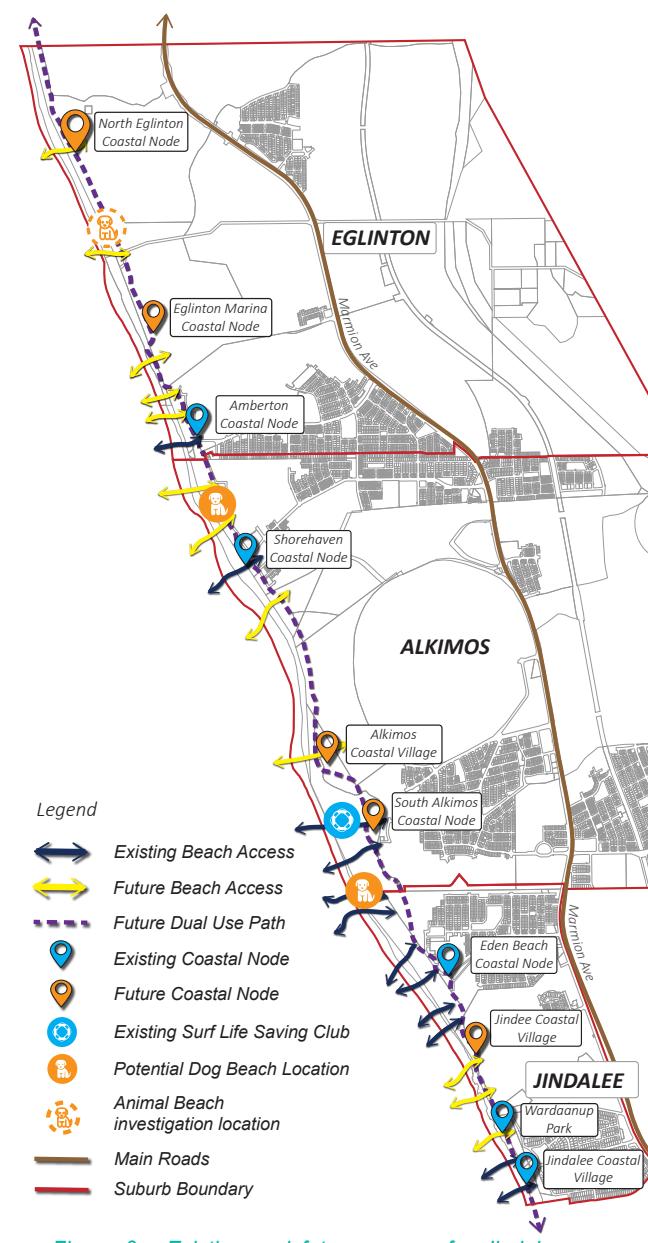 North Eglinton
Coastal Node
EGLINTON
Eglinton Marina
Coastal Node
Marmion Ave
Amberton
Coastal Node
Shorehaven
Coastal Node
ALKIMOS
Alkimos
Coastal Village
South Alkimos
Coastal Node
Marmion Ave
Eden Beach
Coastal Node
Jindee Coastal
Village
JINDALEE
Wardaanup
Park
Jindalee Coastal
Village
Legend
Existing Beach Access
Future Beach Access
Future Dual Use Path
Existing Coastal Node
Future Coastal Node
Existing Surf Life Saving Club
Potential Dog Beach Location
Animal Beach
investigation location
Main Roads
Suburb Boundary